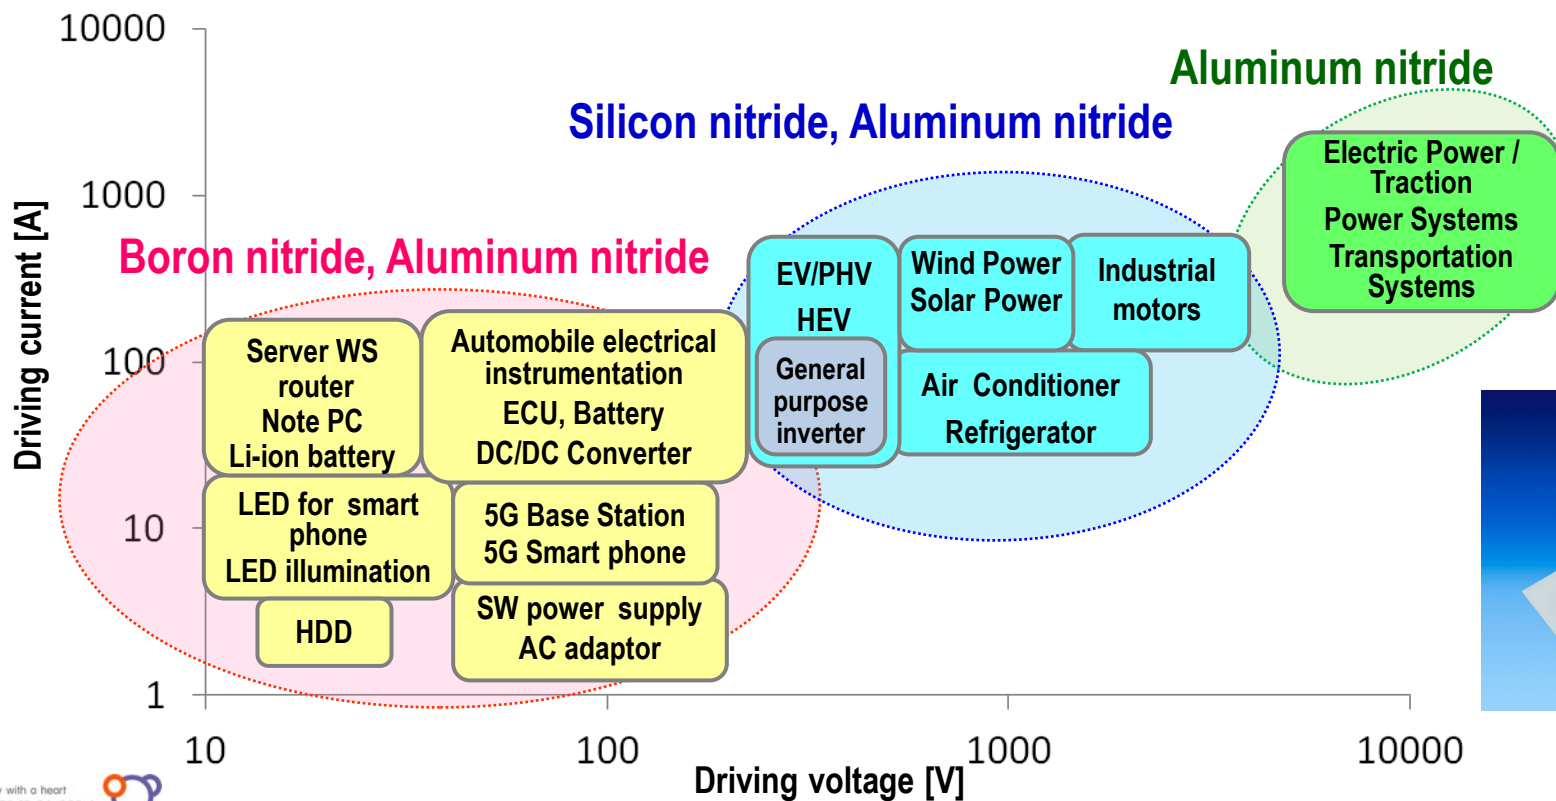 10000
1000
100
10
1
Driving current [A]
Aluminum nitride
Silicon nitride, Aluminum nitride
Boron nitride, Aluminum nitride
Electric Power /
Traction
Power Systems
Transportation
Systems
EV/PHV
HEV
General
purpose
inverter
Wind Power
Solar Power
Industrial
motors
Air Conditioner
Refrigerator
Server WS
router
Note PC
Li-ion battery
Automobile electrical
instrumentation
ECU, Battery
DC/DC Converter
LED for smart
phone
LED illumination
5G Base Station
5G Smart phone
HDD
SW power supply
AC adaptor
10
100
1000
10000
Driving voltage [V]
with a heart